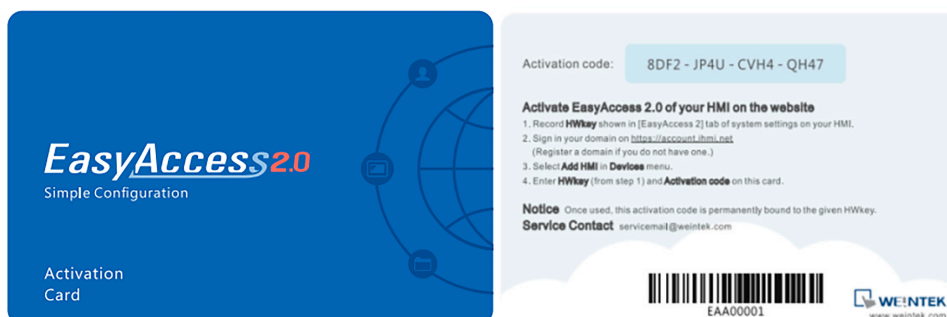 EasyAccess2.0
Simple Configuration
Activation
Card
Activation code: 8DF2 - JP4U - CVH4 - QH47
Activate EasyAccess 2.0 of your HMI on the website
1. Record HWkey shown in [EasyAccess 2] tab of system settings on your HMI.
2. Sign in your domain on https://account.ihmi.net
(Register a domain if you do not have one.)
3. Select Add HMI in Devices menu.
4. Enter HWkey (from step 1) and Activation code on this card.
Notice Once used, this activation code is permanently bound to the given HWkey.
Service Contact servicemail@weintek.com
EAA00001
WEINTEK
www.weintek.com